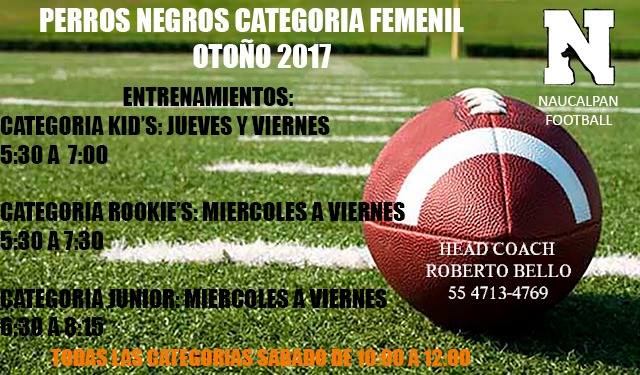 PERROS NEGROS CATEGORIA FEMENIL
OTOÑO 2017
ENTRENAMIENTOS:
CATEGORIA KID'S: JUEVES Y VIERNES
5:30 A 7:00
CATEGORIA ROOKIE'S: MIERCOLES A VIERNES
5:30 A 7:30
CATEGORIA JUNIOR: MIERCOLES A VIERNES
6:30 A 8:15
TODAS LAS CATEGORIAS SABADO DE 10:00 A 12:00
N
NAUCALPAN
FOOTBALL
HEAD COACH
ROBERTO BELLO
55 4713-4769